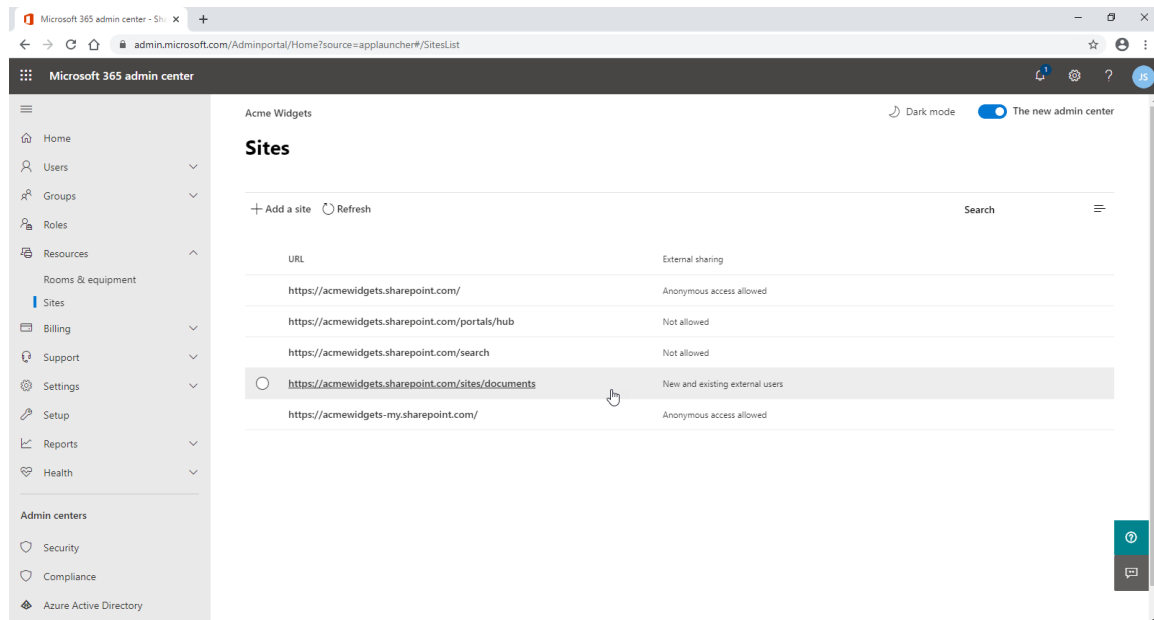 Microsoft 365 admin center - Sha
admin.microsoft.com/Adminportal/Home?source=applauncher#/SitesList
Microsoft 365 admin center
1
?
JS
Acme Widgets
Dark mode
The new admin center
Sites
Home
Users
Groups
Roles
Resources
Rooms & equipment
Sites
Billing
Support
Settings
Setup
Reports
Health
Admin centers
Security
Compliance
Azure Active Directory
Add a site Refresh Search
URL External sharing
https://acmewidgets.sharepoint.com/ Anonymous access allowed
https://acmewidgets.sharepoint.com/portals/hub Not allowed
https://acmewidgets.sharepoint.com/search Not allowed
https://acmewidgets.sharepoint.com/sites/documents New and existing external users
https://acmewidgets-my.sharepoint.com/ Anonymous access allowed